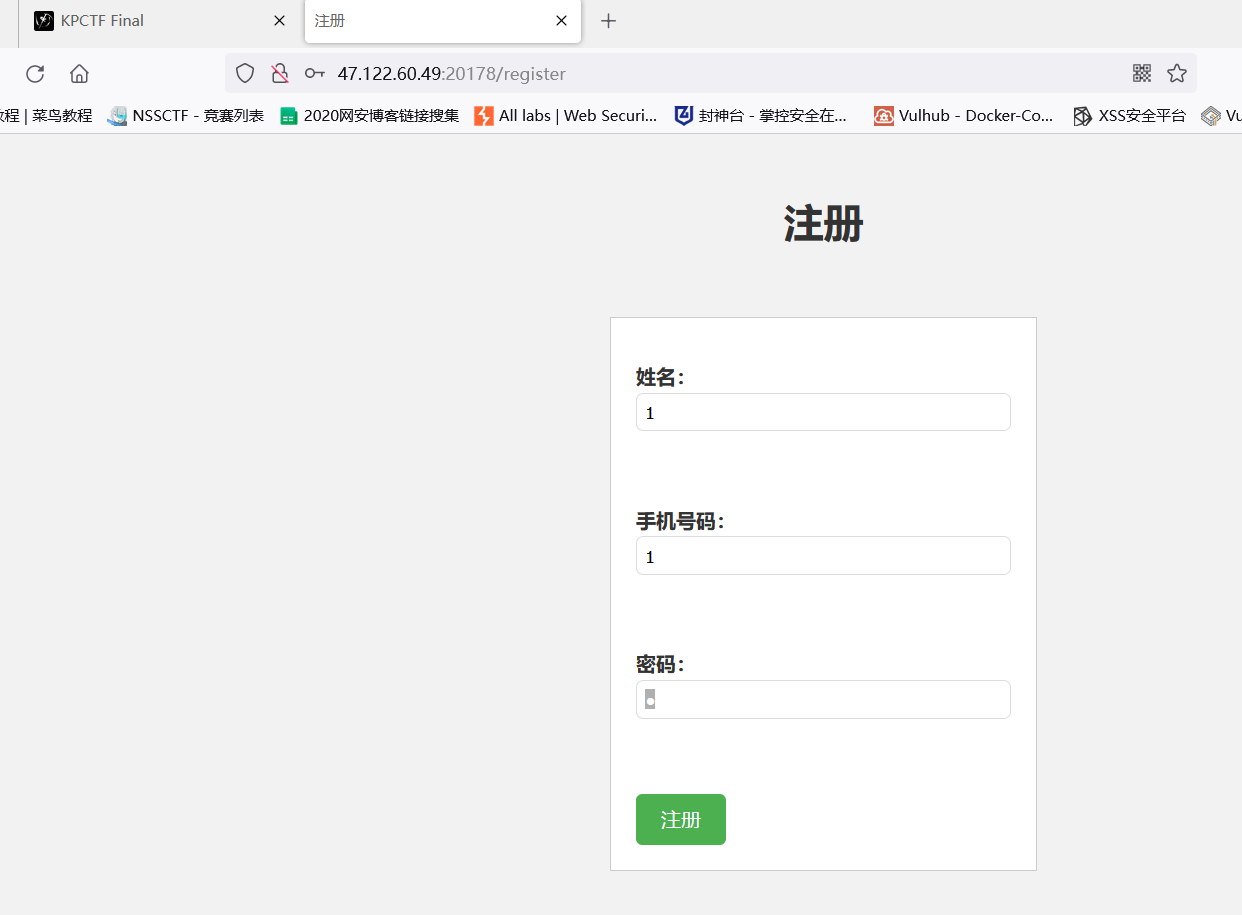 KPCTF Final
注册
47.122.60.49:20178/register
教程 | 菜鸟教程 NSSCTF - 竞赛列表 2020网安博客链接搜集 All labs | Web Securi... 封神台 - 掌控安全在... Vulhub - Docker-Co... XSS安全平台 Vu
注册
姓名：
1
手机号码：
1
密码：
注册